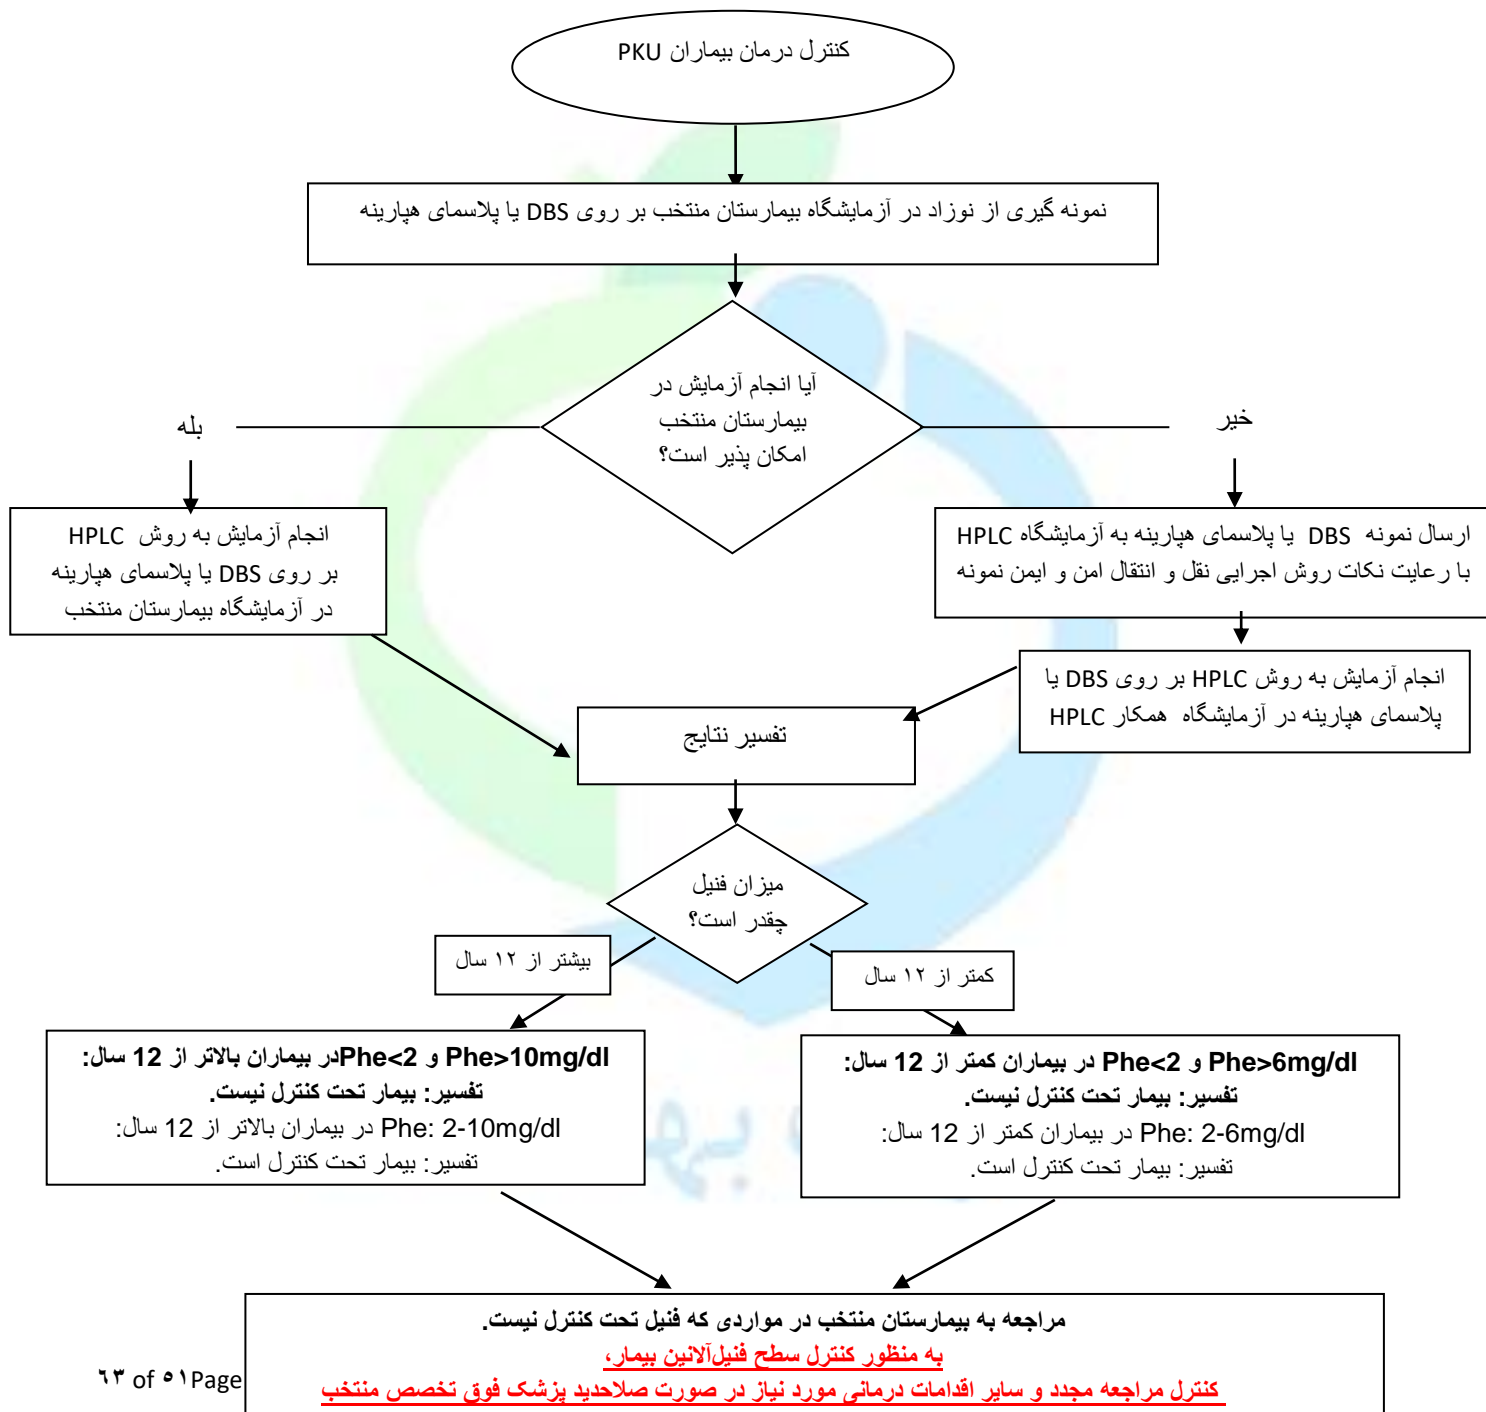 کنترل درمان بیماران PKU
نمونه گیری از نوزاد در آزمایشگاه بیمارستان منتخب بر روی DBS یا پلاسمای هپارینه
آیا انجام آزمایش در
بیمارستان منتخب
امکان پذیر است؟
خیر
بله
ارسال نمونه DBS یا پلاسمای هپارینه به آزمایشگاه HPLC
با رعایت نکات روش اجرایی نقل و انتقال امن و ایمن نمونه
انجام آزمایش به روش HPLC
بر روی DBS یا پلاسمای هپارینه
در آزمایشگاه بیمارستان منتخب
انجام آزمایش به روش HPLC بر روی DBS یا
پلاسمای هپارینه در آزمایشگاه همکار HPLC
تفسیر نتایج
میزان فنیل
چقدر است؟
کمتر از ۱۲ سال
بیشتر از ۱۲ سال
Phe>6mg/dl و Phe<2 در بیماران کمتر از 12 سال:
تفسیر: بیمار تحت کنترل نیست.
Phe: 2-6mg/dl در بیماران کمتر از 12 سال:
تفسیر: بیمار تحت کنترل است.
Phe>10mg/dl و Phe<2در بیماران بالاتر از 12 سال:
تفسیر: بیمار تحت کنترل نیست.
Phe: 2-10mg/dl در بیماران بالاتر از 12 سال:
تفسیر: بیمار تحت کنترل است.
مراجعه به بیمارستان منتخب در مواردی که فنیل تحت کنترل نیست.
به منظور کنترل سطح فنیل‌آلانین بیمار،
کنترل مراجعه مجدد و سایر اقدامات درمانی مورد نیاز در صورت صلاحدید پزشک فوق تخصص منتخب
٦٣ of ٥١Page